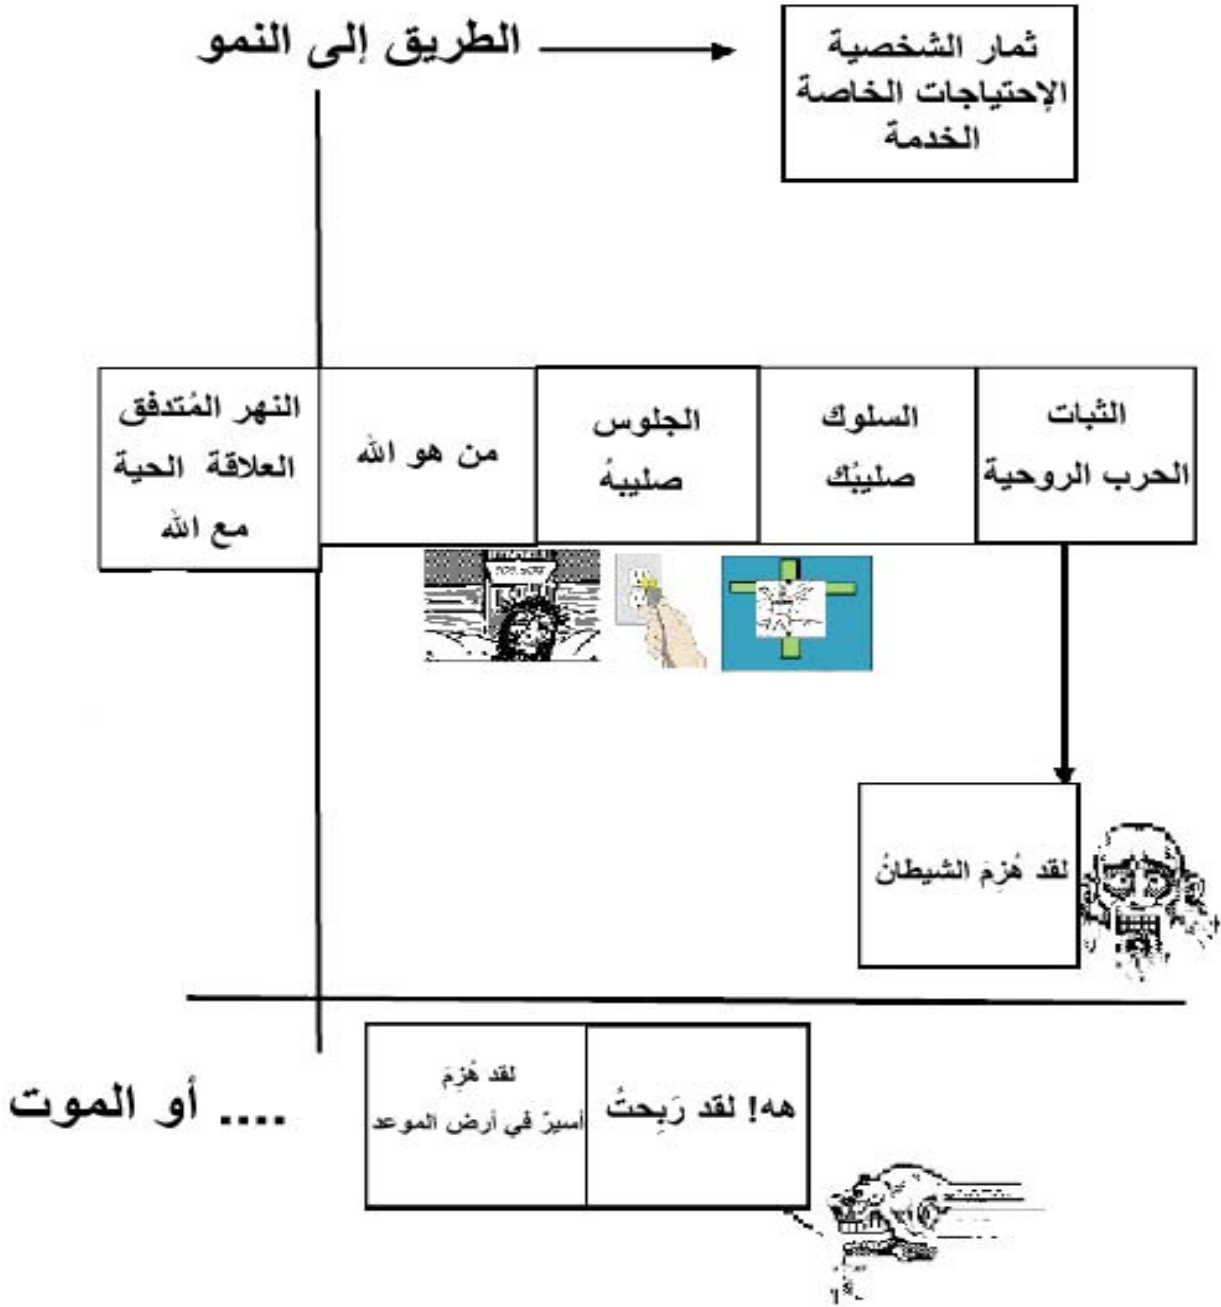 الطريق إلى النمو
ثمار الشخصية
الإحتياجات الخاصة
الخدمة
النهر المُتدفق
العلاقة الحية
مع الله
من هو الله
الجلوس
صليبهُ
السلوك
صليبُك
الثبات
الحرب الروحية
لقد هُزِمَ الشيطانُ
.... أو الموت
لقد هُزِمَ
أسيرٌ في أرض الموعد
هه! لقد رَبِحتُ